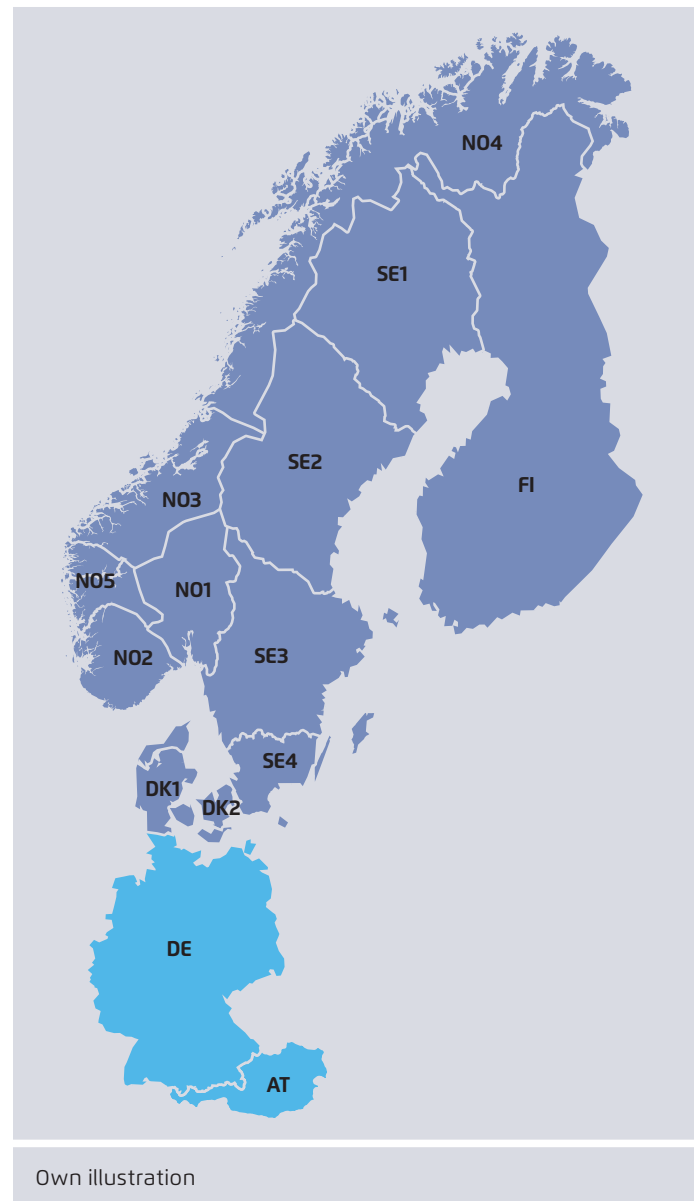 NO4
SE1
SE2
FI
NO3
NO5
NO1
NO2
SE3
SE4
DK1
DK2
DE
AT
Own illustration